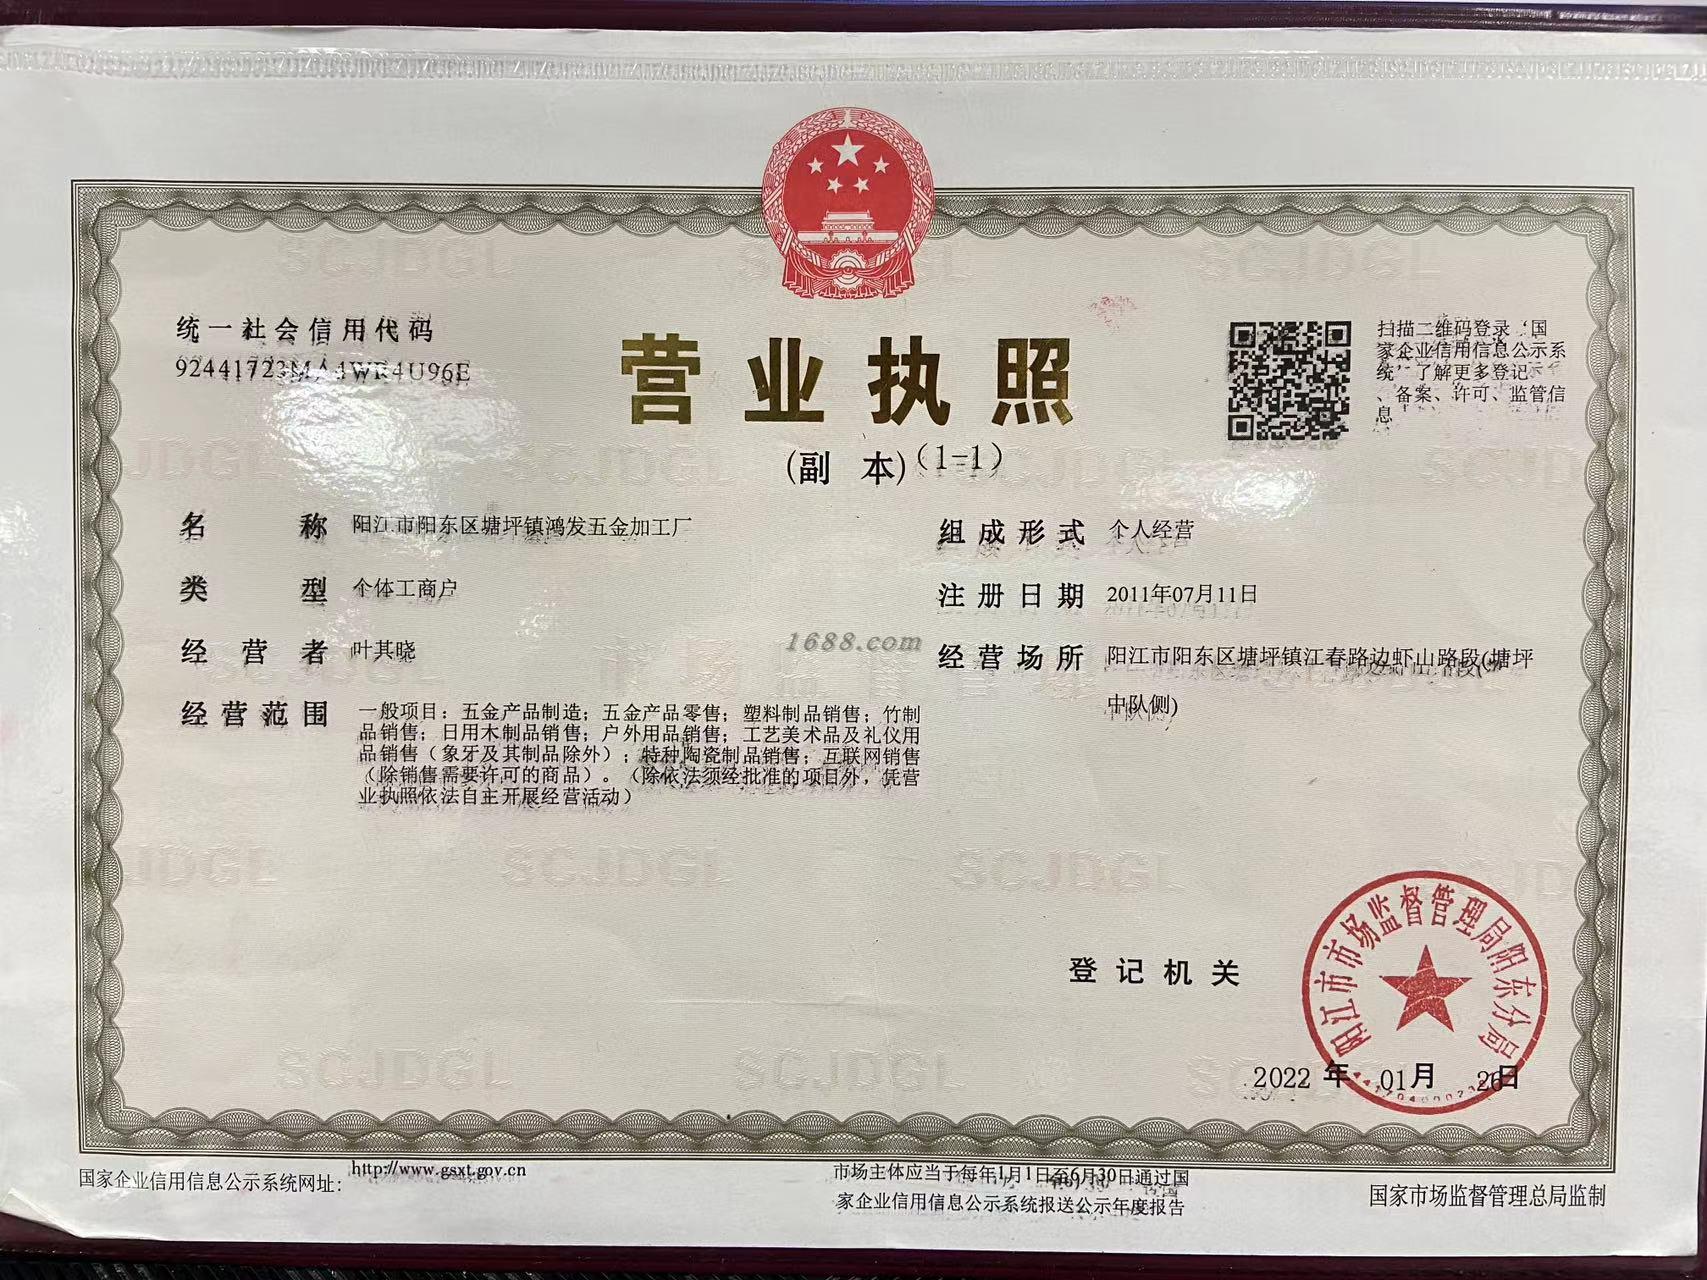 统一社会信用代码
92441723MA4WR4U96E
营业执照
(副 本)(1-1)
扫描二维码登录“国
家企业信用信息公示系
统”了解更多登记
、备案、许可、监管信
息
名称 阳江市阳东区塘坪镇鸿发五金加工厂
类型 个体工商户
经营者 叶其晓
经营范围 一般项目：五金产品制造；五金产品零售；塑料制品销售；竹制
品销售；日用木制品销售；户外用品销售；工艺美术品及礼仪用
品销售（象牙及其制品除外）；特种陶瓷制品销售；互联网销售
（除销售需要许可的商品）。（除依法须经批准的项目外，凭营
业执照依法自主开展经营活动）
组成形式 个人经营
注册日期 2011年07月11日
经营场所 阳江市阳东区塘坪镇江春路边虾山路段(塘坪
中队侧)
1688.com
登记机关
阳江市市场监督管理局阳东分局
2022 年 01 月 26 日
国家企业信用信息公示系统网址: http://www.gsxt.gov.cn
市场主体应当于每年1月1日至6月30日通过国
家企业信用信息公示系统报送公示年度报告
国家市场监督管理总局监制
SCJDGL